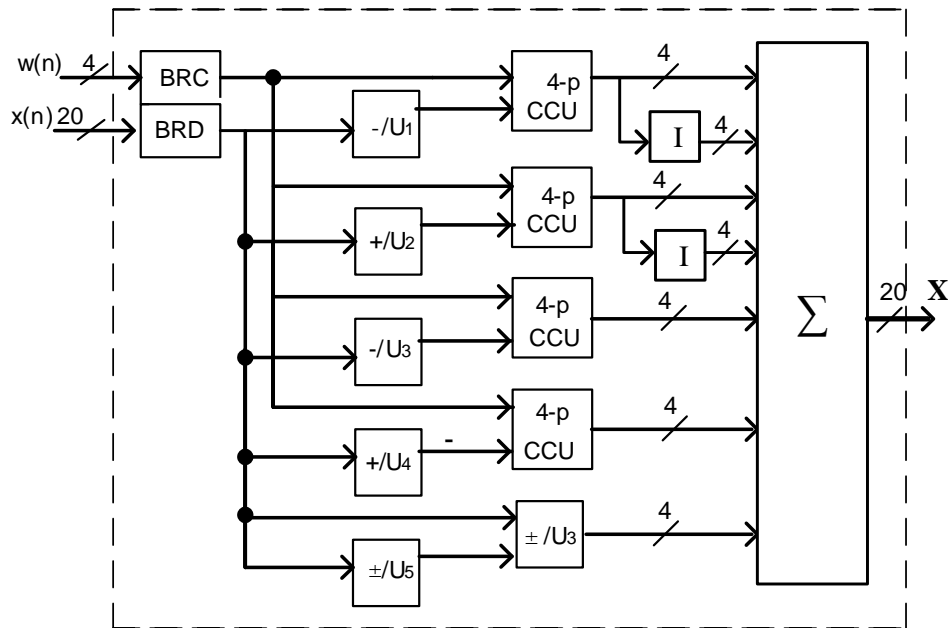 w(n) 4 BRC 4-p CCU 4
x(n) 20 BRD -/U1 I 4
4-p CCU 4
+/U2 I 4
4-p CCU 4
-/U3
Σ 20 X
4-p CCU 4
+/U4 -
±/U3 4
±/U5